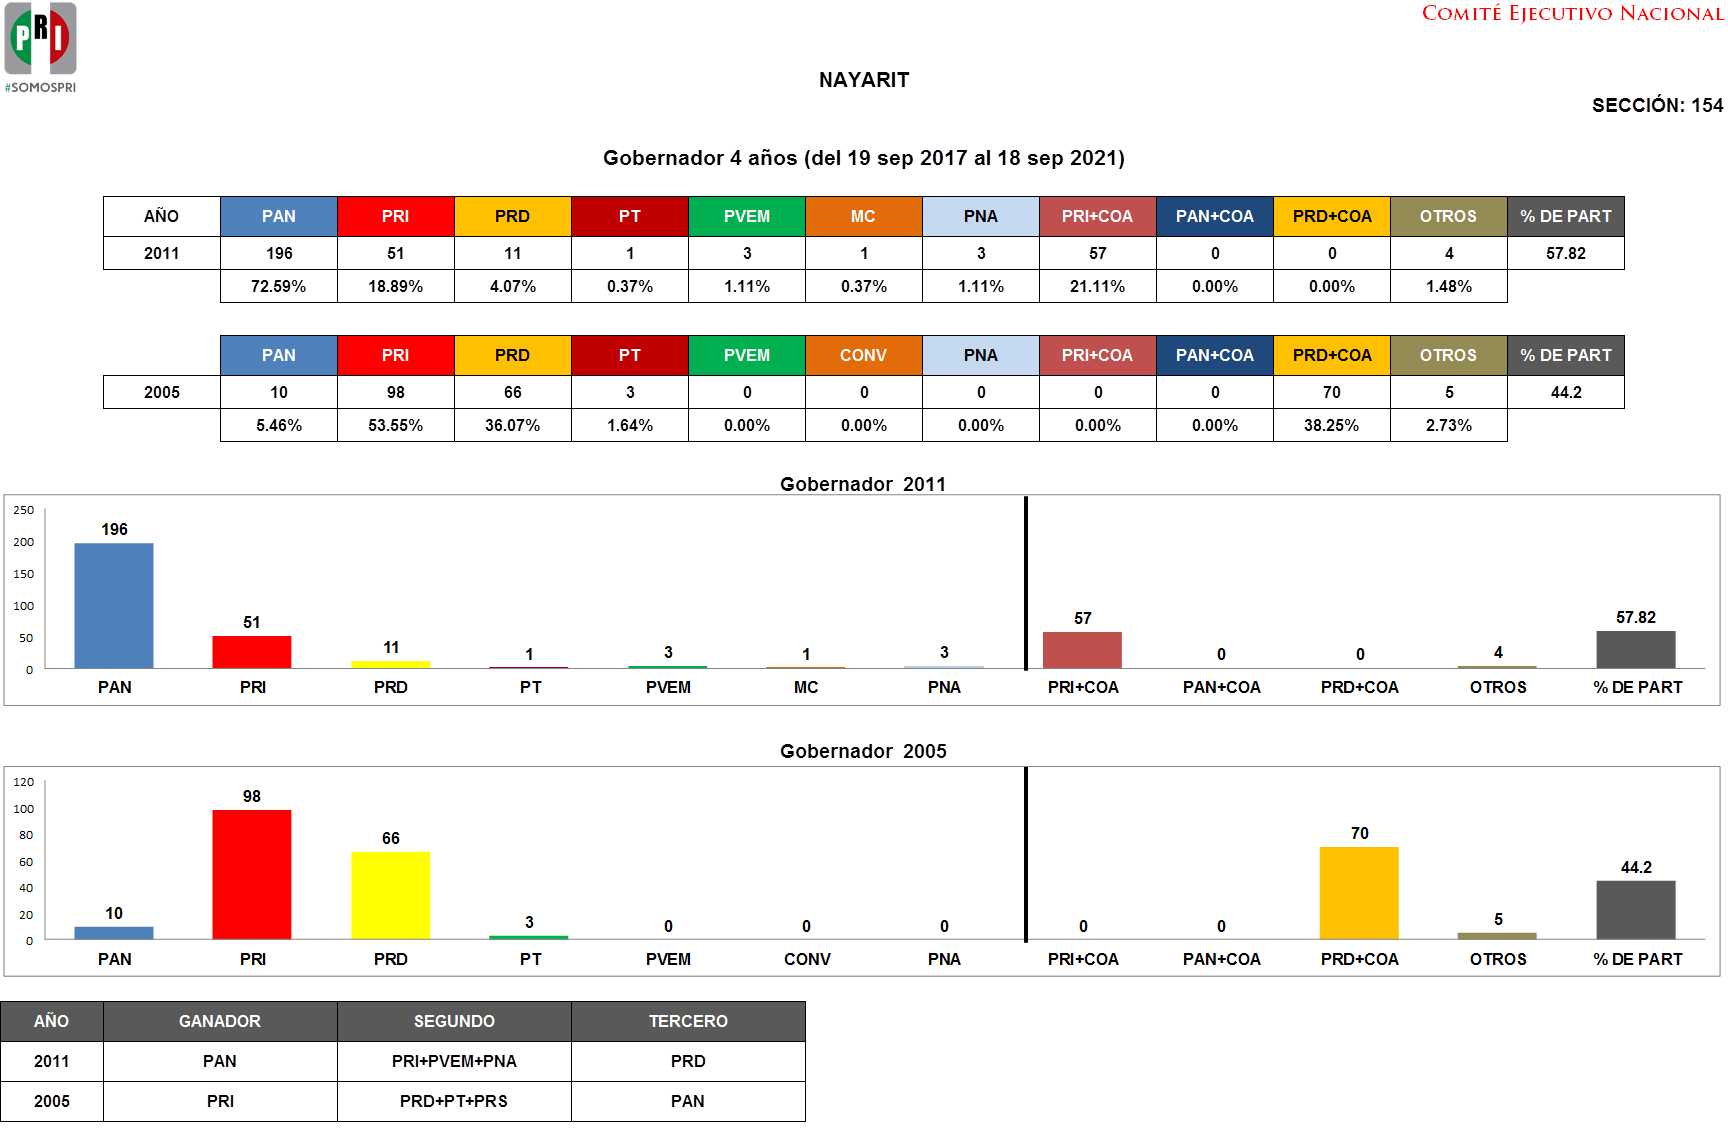 PRI
#SOMOSPRI
COMITÉ EJECUTIVO NACIONAL
NAYARIT
SECCIÓN: 154
Gobernador 4 años (del 19 sep 2017 al 18 sep 2021)
AÑO PAN PRI PRD PT PVEM MC PNA PRI+COA PAN+COA PRD+COA OTROS % DE PART
2011 196 51 11 1 3 1 3 57 0 0 4 57.82
72.59% 18.89% 4.07% 0.37% 1.11% 0.37% 1.11% 21.11% 0.00% 0.00% 1.48%
PAN PRI PRD PT PVEM CONV PNA PRI+COA PAN+COA PRD+COA OTROS % DE PART
2005 10 98 66 3 0 0 0 0 0 70 5 44.2
5.46% 53.55% 36.07% 1.64% 0.00% 0.00% 0.00% 0.00% 0.00% 38.25% 2.73%
Gobernador 2011
250
200
150
100
50
0
196 51 11 1 3 1 3 57 0 0 4 57.82
PAN PRI PRD PT PVEM MC PNA PRI+COA PAN+COA PRD+COA OTROS % DE PART
Gobernador 2005
120
100
80
60
40
20
0
10 98 66 3 0 0 0 0 0 70 5 44.2
PAN PRI PRD PT PVEM CONV PNA PRI+COA PAN+COA PRD+COA OTROS % DE PART
AÑO GANADOR SEGUNDO TERCERO
2011 PAN PRI+PVEM+PNA PRD
2005 PRI PRD+PT+PRS PAN